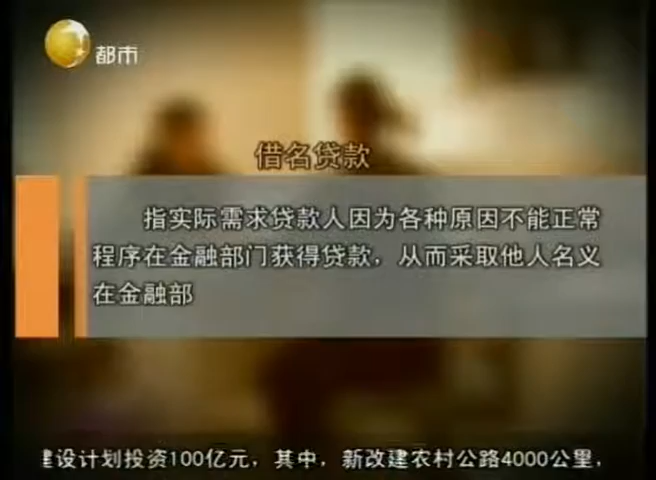 都市
借名贷款
指实际需求贷款人因为各种原因不能正常
程序在金融部门获得贷款，从而采取他人名义
在金融部
建设计划投资100亿元，其中，新改建农村公路4000公里，